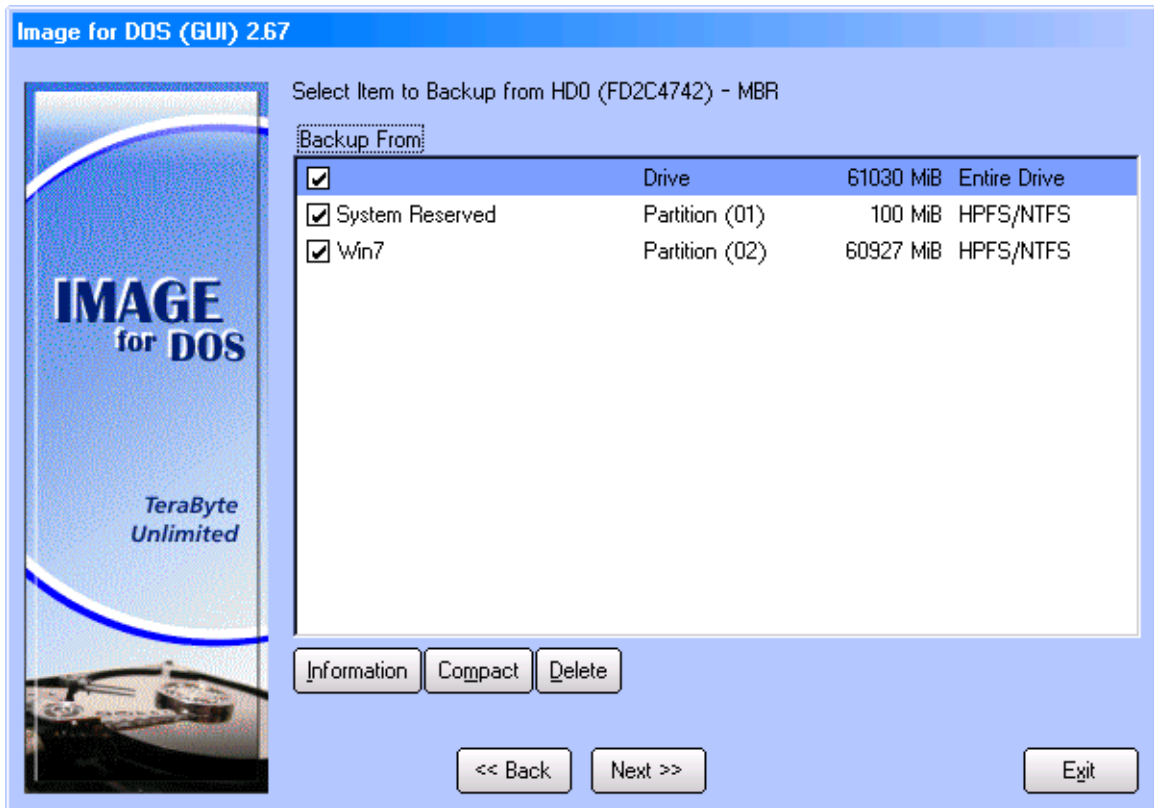 Image for DOS (GUI) 2.67
Select Item to Backup from HD0 (FD2C4742) - MBR
Backup From
Drive 61030 MiB Entire Drive
System Reserved Partition (01) 100 MiB HPFS/NTFS
Win7 Partition (02) 60927 MiB HPFS/NTFS
IMAGE
for DOS
TeraByte
Unlimited
Information Compact Delete
<< Back Next >> Exit